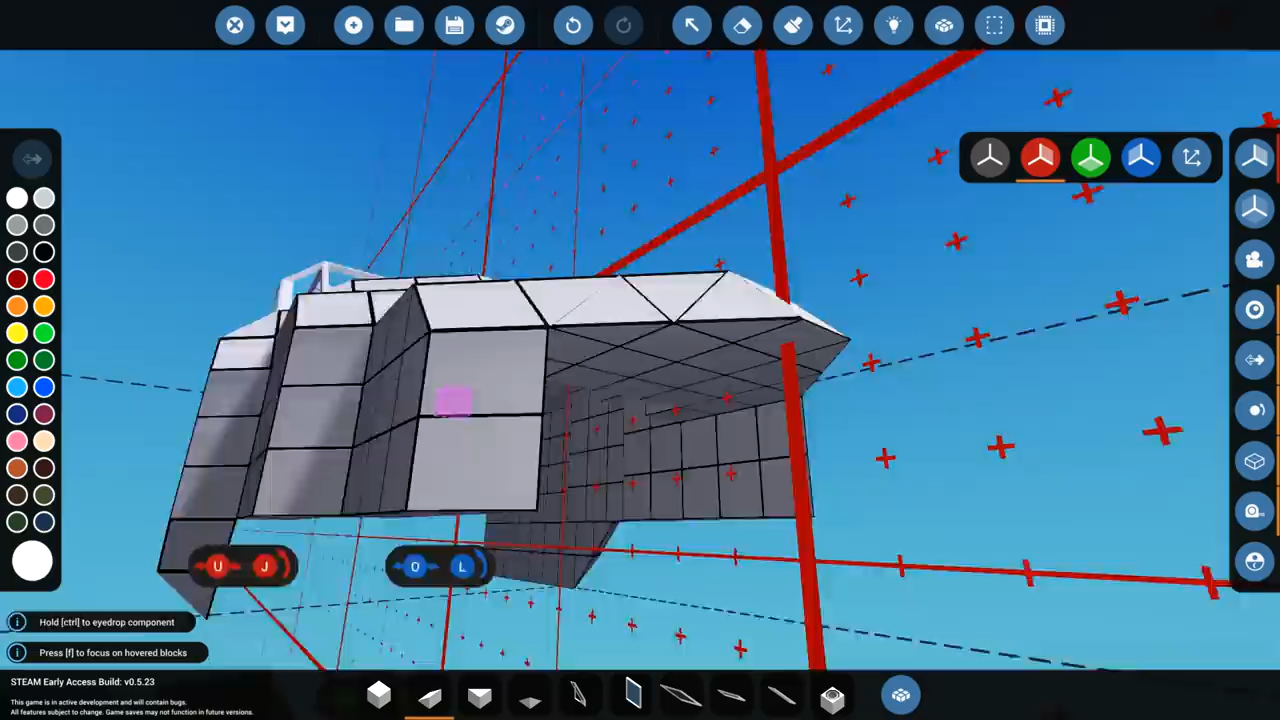 U J
O L
Hold [ctrl] to eyedrop component
Press [f] to focus on hovered blocks
STEAM Early Access Build: v0.5.23
This game is in active development and will contain bugs.
All features subject to change. Game saves may not function in future versions.